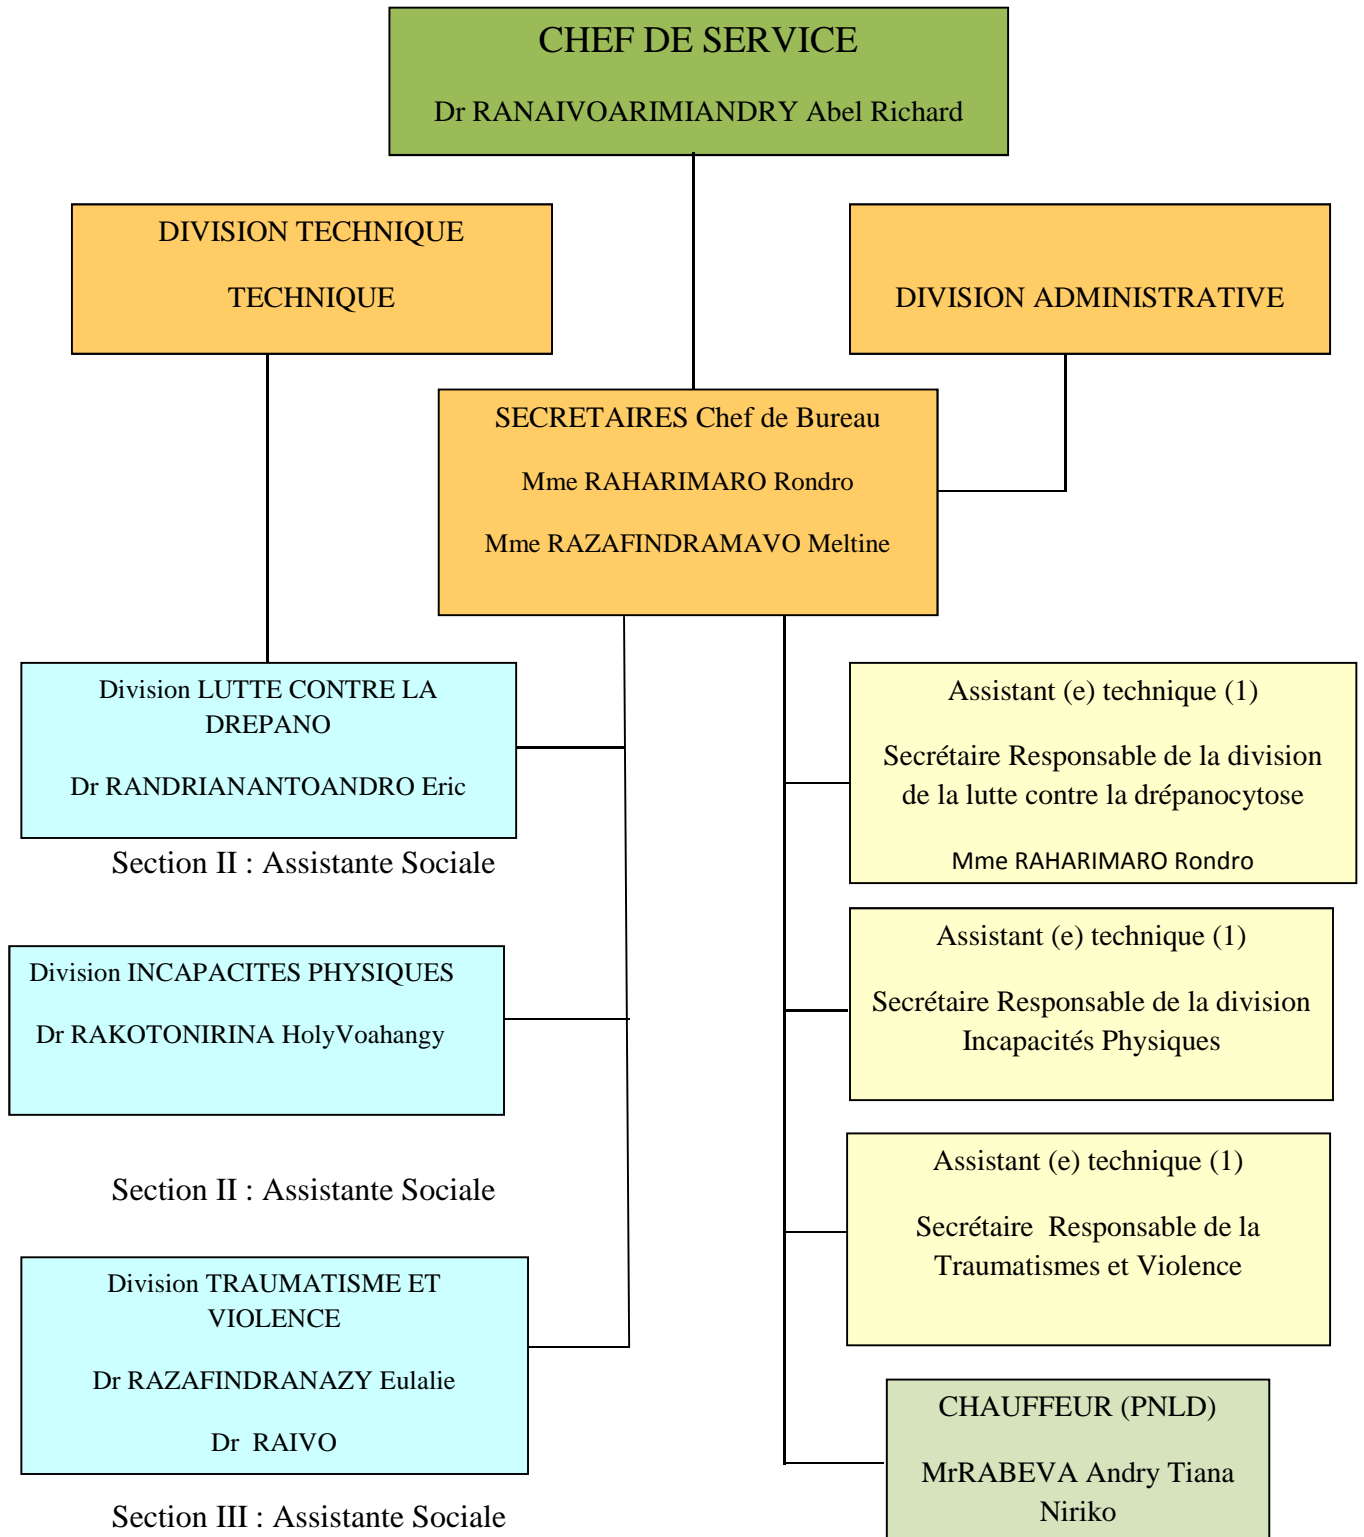 CHEF DE SERVICE
Dr RANAIVOARIMIANDRY Abel Richard
DIVISION TECHNIQUE
TECHNIQUE
DIVISION ADMINISTRATIVE
SECRETAIRES Chef de Bureau
Mme RAHARIMARO Rondro
Mme RAZAFINDRAMAVO Meltine
Division LUTTE CONTRE LA
DREPANO
Dr RANDRIANANTOANDRO Eric
Section II : Assistante Sociale
Division INCAPACITES PHYSIQUES
Dr RAKOTONIRINA HolyVoahangy
Section II : Assistante Sociale
Division TRAUMATISME ET
VIOLENCE
Dr RAZAFINDRANAZY Eulalie
Dr RAIVO
Section III : Assistante Sociale
Assistant (e) technique (1)
Secrétaire Responsable de la division
de la lutte contre la drépanocytose
Mme RAHARIMARO Rondro
Assistant (e) technique (1)
Secrétaire Responsable de la division
Incapacités Physiques
Assistant (e) technique (1)
Secrétaire Responsable de la
Traumatismes et Violence
CHAUFFEUR (PNLD)
MrRABEVA Andry Tiana
Niriko